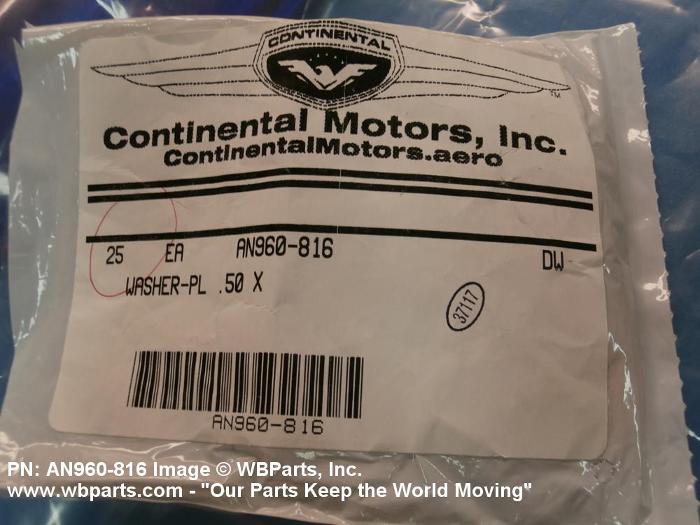 CONTINENTAL
TM
Continental Motors, Inc.
ContinentalMotors.aero
25 EA AN960-816 DW
WASHER-PL .50 X
37117
AN960-816
PN: AN960-816 Image © WBParts, Inc.
www.wbparts.com - "Our Parts Keep the World Moving"